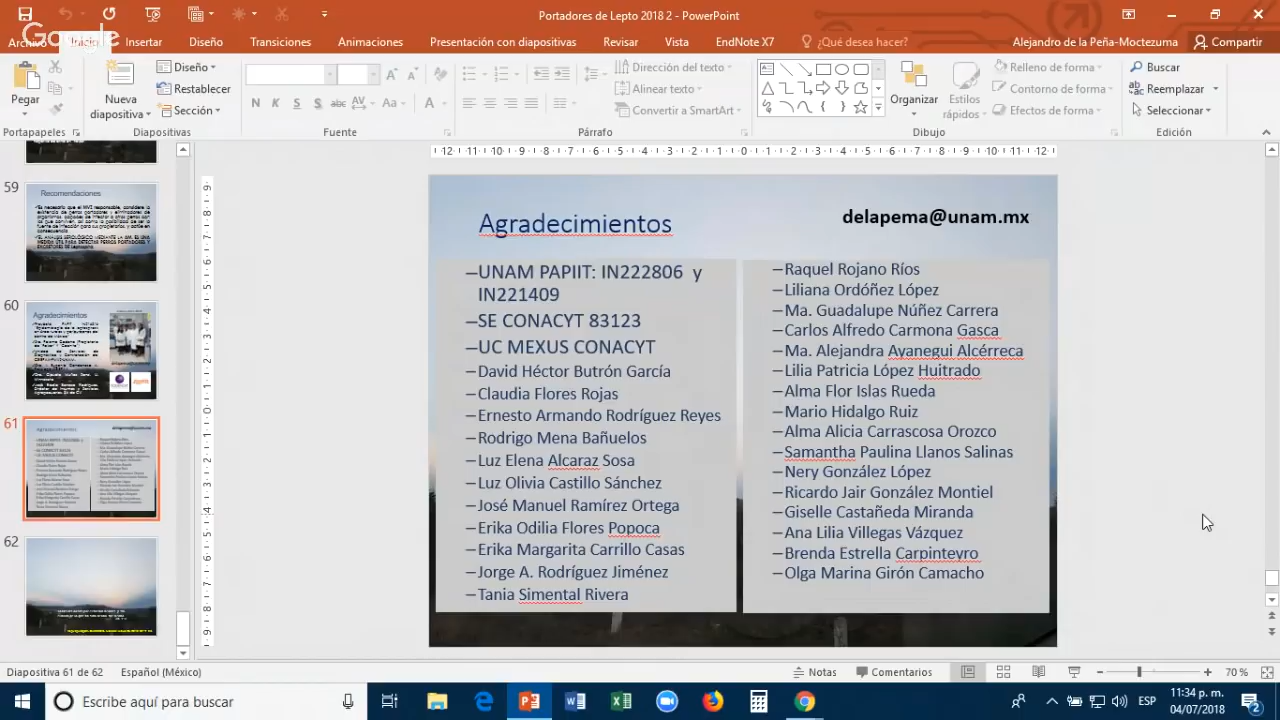 Portadores de Lepto 2018 2 - PowerPoint
Archivo Inicio Insertar Diseño Transiciones Animaciones Presentación con diapositivas Revisar Vista EndNote X7 ¿Qué desea hacer? Alejandro de la Peña-Moctezuma Compartir
Google
Pegar
Nueva diapositiva
Diseño
Restablecer
Sección
N K S S abc AV Aa A
Dirección del texto
Alinear texto
Convertir a SmartArt
Organizar
Estilos rápidos
Relleno de forma
Contorno de forma
Efectos de forma
Buscar
Reemplazar
Seleccionar
Portapapeles Diapositivas Fuente Párrafo Dibujo Edición
59
Recomendaciones
60
Agradecimientos
61
62
Agradecimientos
delapema@unam.mx
–UNAM PAPIIT: IN222806 y
IN221409
–SE CONACYT 83123
–UC MEXUS CONACYT
–David Héctor Butrón García
–Claudia Flores Rojas
–Ernesto Armando Rodríguez Reyes
–Rodrigo Mena Bañuelos
–Luz Elena Alcaraz Sosa
–Luz Olivia Castillo Sánchez
–José Manuel Ramírez Ortega
–Erika Odilia Flores Popoca
–Erika Margarita Carrillo Casas
–Jorge A. Rodríguez Jiménez
–Tania Simental Rivera
–Raquel Rojano Ríos
–Liliana Ordóñez López
–Ma. Guadalupe Núñez Carrera
–Carlos Alfredo Carmona Gasca
–Ma. Alejandra Ayanegui Alcérreca
–Lilia Patricia López Huitrado
–Alma Flor Islas Rueda
–Mario Hidalgo Ruiz
–Alma Alicia Carrascosa Orozco
–Samantha Paulina Llanos Salinas
–Nery González López
–Ricardo Jair González Montiel
–Giselle Castañeda Miranda
–Ana Lilia Villegas Vázquez
–Brenda Estrella Carpinteyro
–Olga Marina Girón Camacho
Diapositiva 61 de 62 Español (México) Notas Comentarios 70 %
Escribe aquí para buscar
ESP
11:34 p. m.
04/07/2018
2